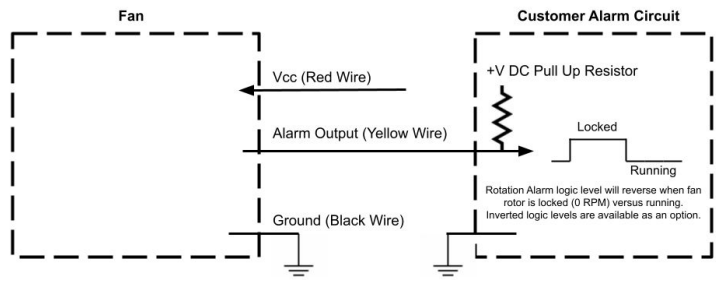 Fan
Customer Alarm Circuit
Vcc (Red Wire)
+V DC Pull Up Resistor
Alarm Output (Yellow Wire)
Locked
Running
Rotation Alarm logic level will reverse when fan
rotor is locked (0 RPM) versus running.
Inverted logic levels are available as an option.
Ground (Black Wire)